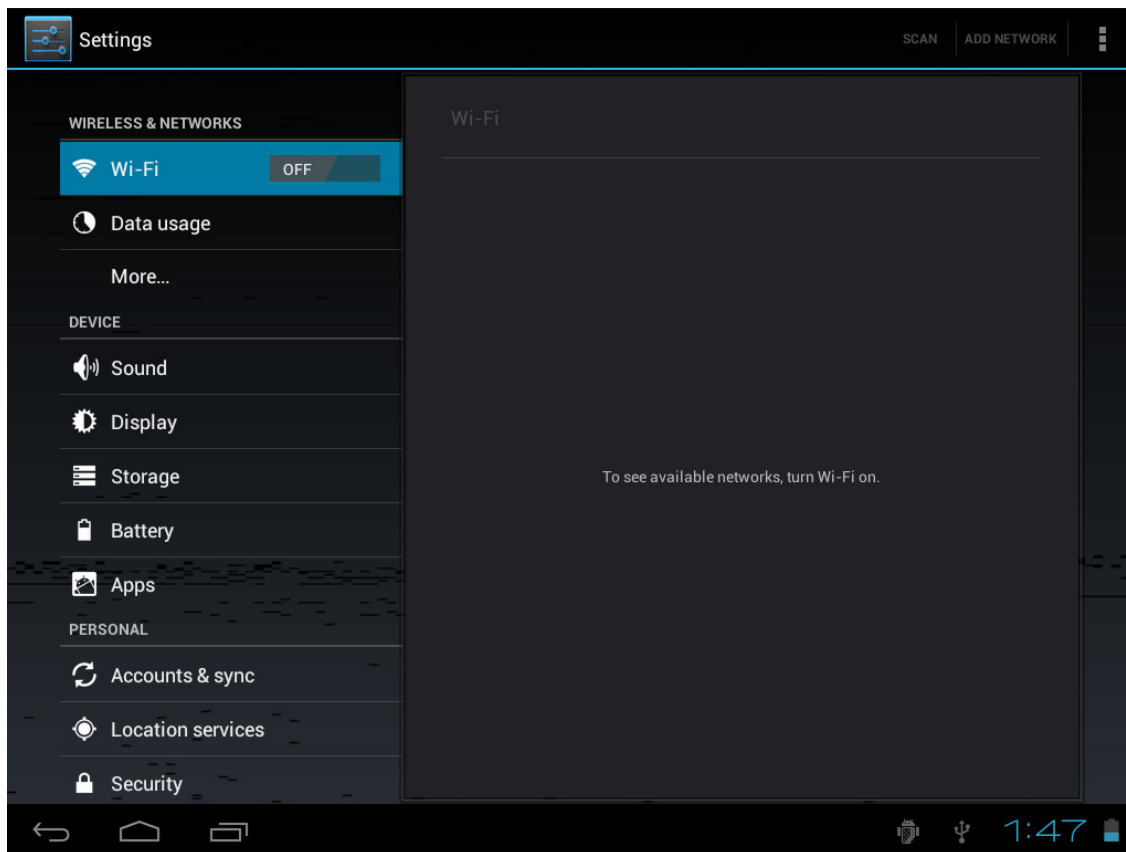 Settings
SCAN
ADD NETWORK
WIRELESS & NETWORKS
Wi-Fi
OFF
Data usage
More...
DEVICE
Sound
Display
Storage
Battery
Apps
PERSONAL
Accounts & sync
Location services
Security
Wi-Fi
To see available networks, turn Wi-Fi on.
1:47